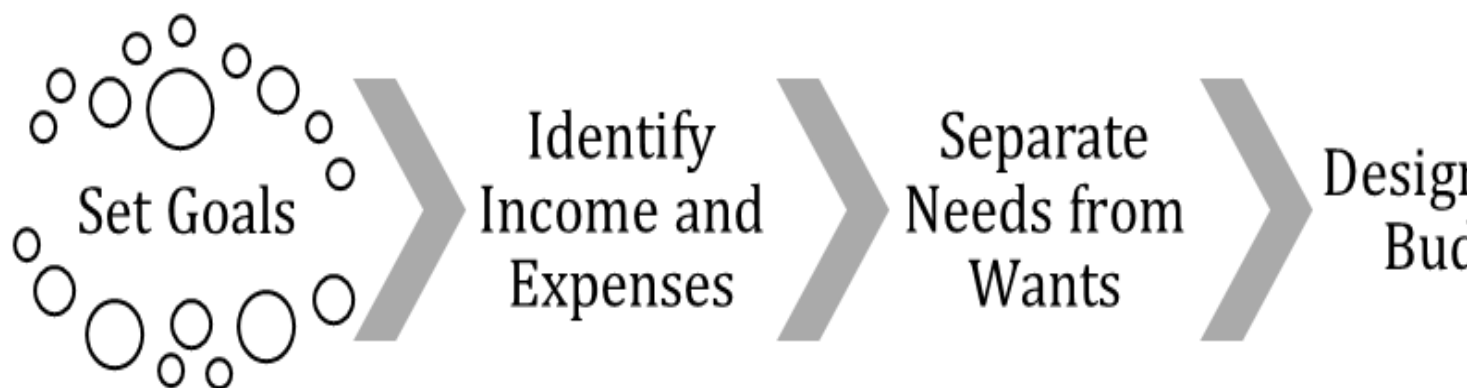 Set Goals
Identify
Income and
Expenses
Separate
Needs from
Wants